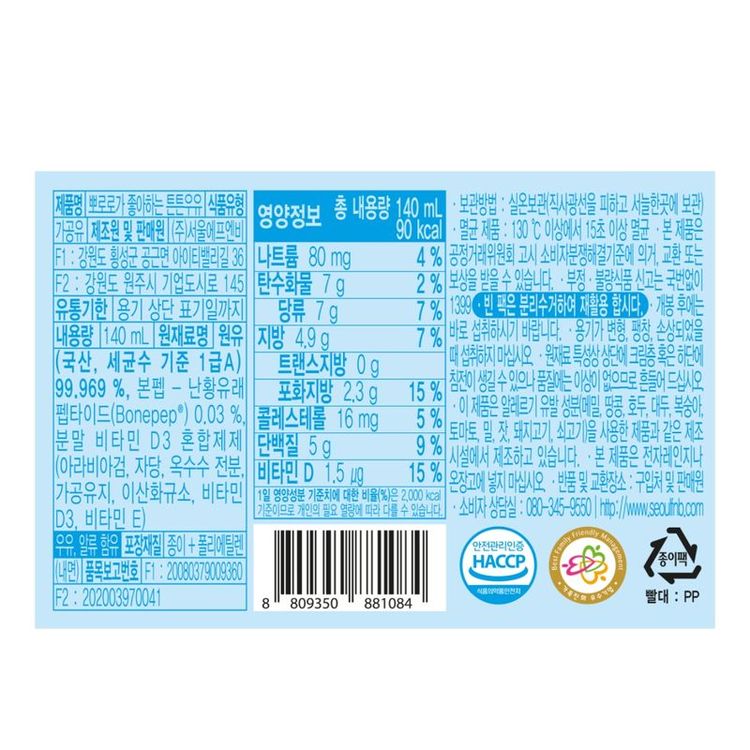 제품명 뽀로로가 좋아하는 튼튼우유 식품유형
가공유 제조원 및 판매원 (주)서울에프엔비
F1 : 강원도 횡성군 공근면 아이티밸리길 36
F2 : 강원도 원주시 기업도시로 145
유통기한 용기 상단 표기일까지
내용량 140 mL 원재료명 원유
(국산, 세균수 기준 1급A)
99.969 %, 본펩 – 난황유래
펩타이드(Bonepep®) 0.03 %,
분말 비타민 D3 혼합제제
(아라비아검, 자당, 옥수수 전분,
가공유지, 이산화규소, 비타민
D3, 비타민 E)
우유, 알류 함유 포장재질 종이 + 폴리에틸렌
(내면) 품목보고번호 F1 : 20080379009360
F2 : 202003970041
영양정보 총 내용량 140 mL
90 kcal
나트륨 80 mg 4 %
탄수화물 7 g 2 %
당류 7 g 7 %
지방 4.9 g 7 %
트랜스지방 0 g
포화지방 2.3 g 15 %
콜레스테롤 16 mg 5 %
단백질 5 g 9 %
비타민 D 1.5 ㎍ 15 %
1일 영양성분 기준치에 대한 비율(%)은 2,000 kcal
기준이므로 개인의 필요 열량에 따라 다를 수 있습니다.
8 809350 881084
· 보관방법 : 실온보관(직사광선을 피하고 서늘한곳에 보관)
· 멸균 제품 : 130 ℃ 이상에서 15초 이상 멸균 · 본 제품은
공정거래위원회 고시 소비자분쟁해결기준에 의거, 교환 또는
보상을 받을 수 있습니다. · 부정 · 불량식품 신고는 국번없이
1399 · 빈 팩은 분리수거하여 재활용 합시다. · 개봉 후에는
바로 섭취하시기 바랍니다. · 용기가 변형, 팽창, 손상되었을
때 섭취하지 마십시오. · 원재료 특성상 상단에 크림층 혹은 하단에
침전이 생길 수 있으나 품질에는 이상이 없으므로 흔들어 드십시오.
· 이 제품은 알레르기 유발 성분(메밀, 땅콩, 호두, 대두, 복숭아,
토마토, 밀, 잣, 돼지고기, 쇠고기)을 사용한 제품과 같은 제조
시설에서 제조하고 있습니다. · 본 제품은 전자레인지나
온장고에 넣지 마십시오. · 반품 및 교환장소 : 구입처 및 판매원
· 소비자 상담실 : 080-345-9550 | http://www.seoulfnb.com
안전관리인증
HACCP
식품의약품안전처
Best Family Friendly Management
가족친화 우수기업
종이팩
빨대 : PP